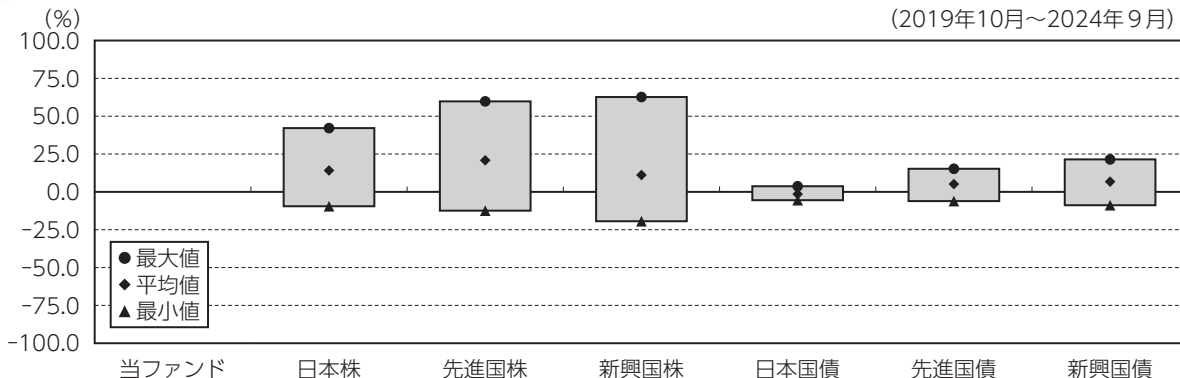 (%)
(2019年10月～2024年９月)
100.0
75.0
50.0
25.0
0.0
-25.0
-50.0
-75.0
-100.0
●最大値
◆平均値
▲最小値
当ファンド 日本株 先進国株 新興国株 日本国債 先進国債 新興国債